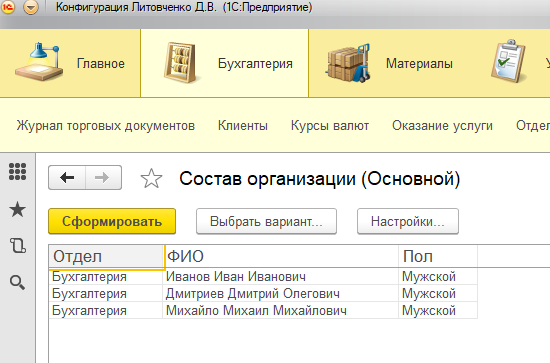 Конфигурация Литовченко Д.В. (1С:Предприятие)
Главное Бухгалтерия Материалы
Журнал торговых документов Клиенты Курсы валют Оказание услуги Отдел
Состав организации (Основной)
Сформировать Выбрать вариант... Настройки...
Отдел ФИО Пол
Бухгалтерия Иванов Иван Иванович Мужской
Бухгалтерия Дмитриев Дмитрий Олегович Мужской
Бухгалтерия Михайло Михаил Михайлович Мужской